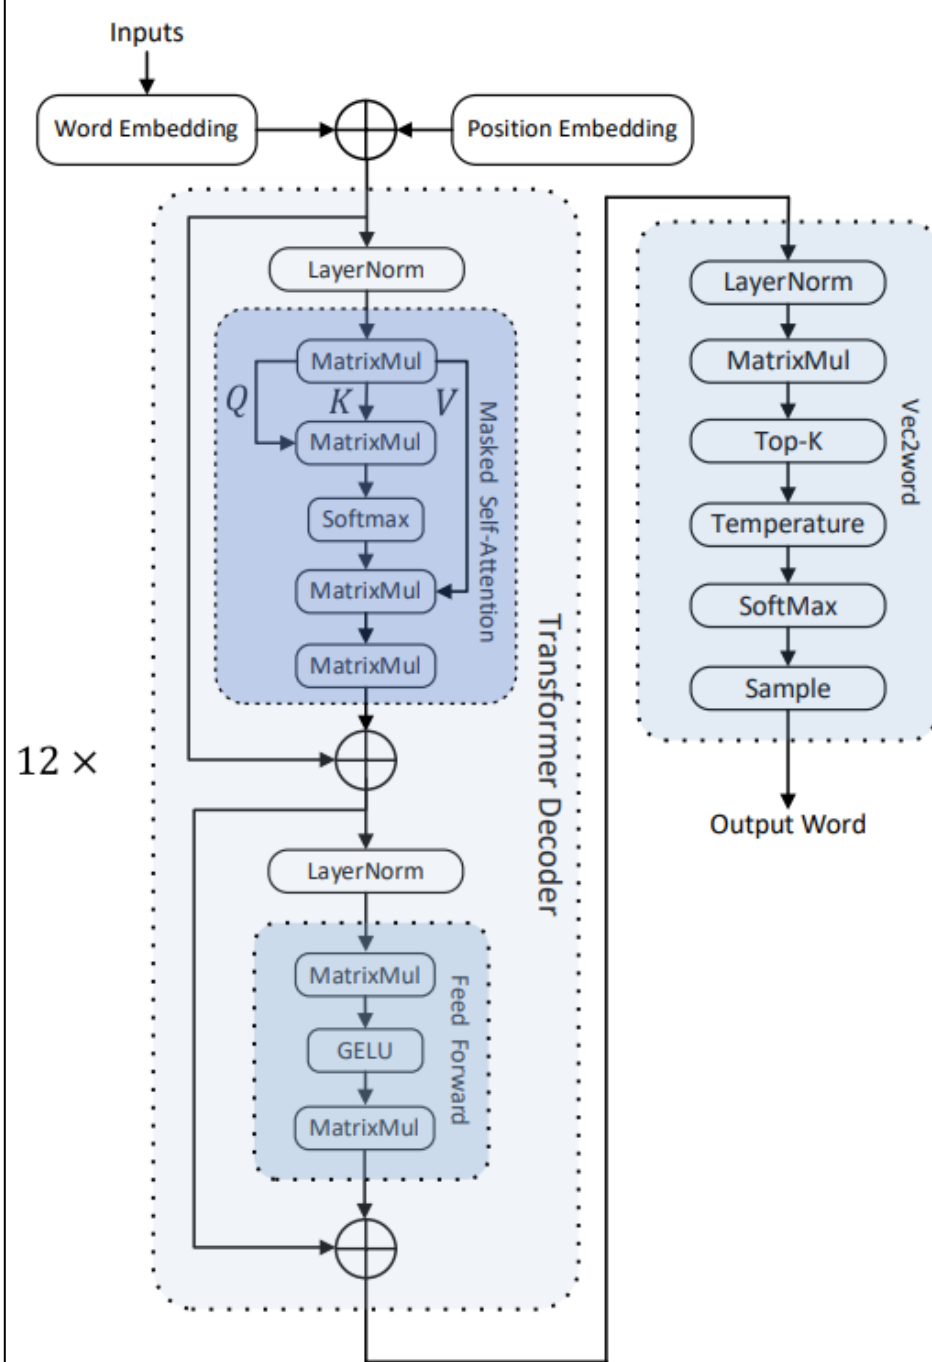 Inputs
Word Embedding
Position Embedding
LayerNorm
MatrixMul
Q
K
V
MatrixMul
Softmax
MatrixMul
MatrixMul
Masked Self-Attention
12 ×
LayerNorm
MatrixMul
GELU
MatrixMul
Feed Forward
Transformer Decoder
LayerNorm
MatrixMul
Top-K
Temperature
SoftMax
Sample
Vec2word
Output Word